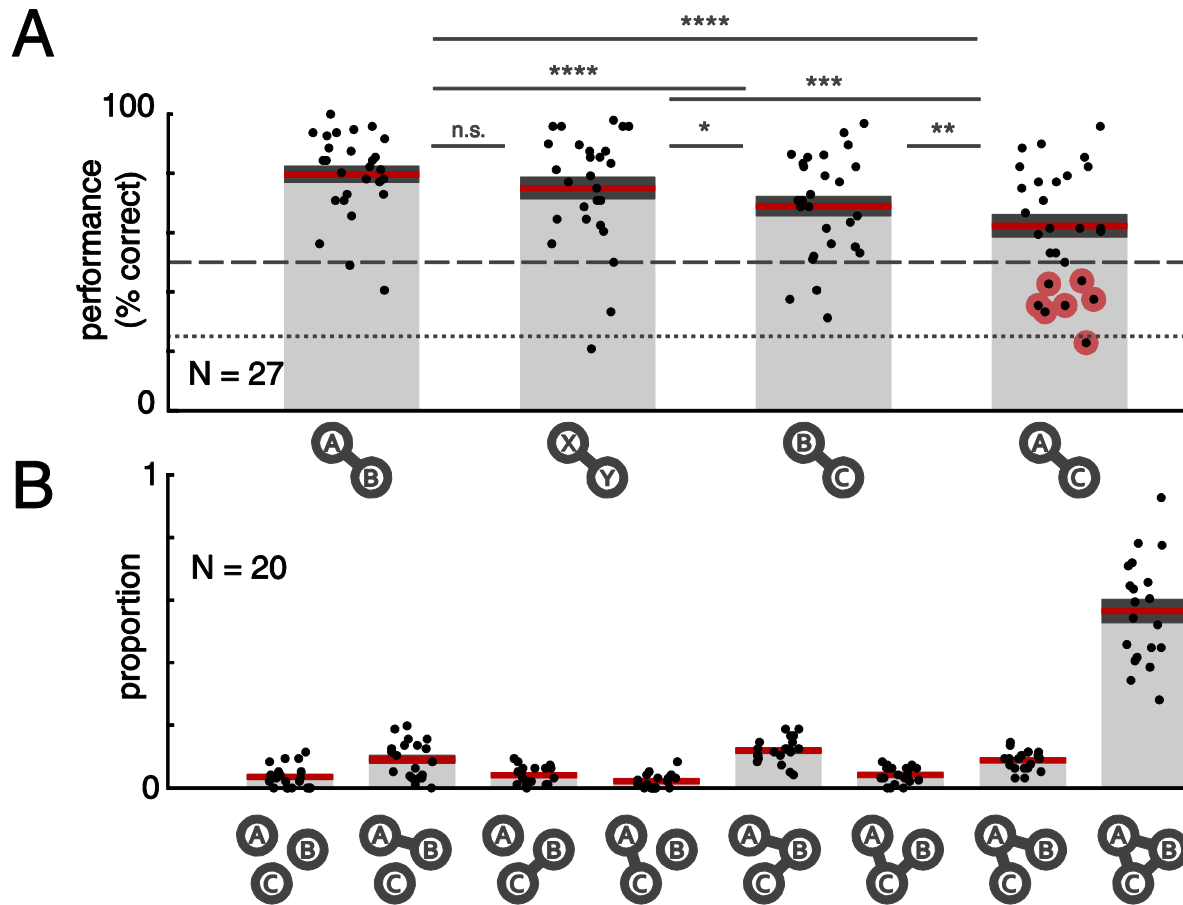 A
****
****
***
n.s.
*
**
100
performance
(% correct)
N = 27
0
A B
X Y
B C
A C
B
1
proportion
N = 20
0
A B C
A B C
A B C
A B C
A B C
A B C
A B C
A B C